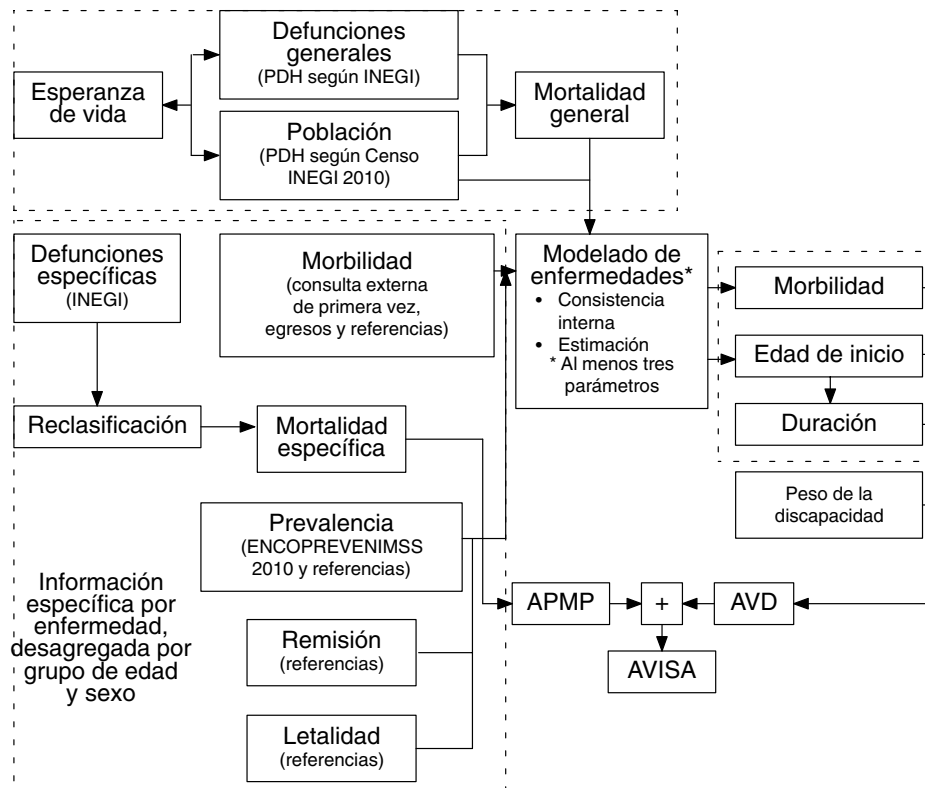 Defunciones
generales
(PDH según INEGI)
Esperanza
de vida
Mortalidad
general
Población
(PDH según Censo
INEGI 2010)
Defunciones
específicas
(INEGI)
Morbilidad
(consulta externa
de primera vez,
egresos y referencias)
Modelado de
enfermedades*
• Consistencia
interna
• Estimación
* Al menos tres
parámetros
Morbilidad
Edad de inicio
Duración
Reclasificación
Mortalidad
específica
Peso de la
discapacidad
Prevalencia
(ENCOPREVENIMSS
2010 y referencias)
Información
específica por
enfermedad,
desagregada por
grupo de edad
y sexo
APMP
+
AVD
Remisión
(referencias)
AVISA
Letalidad
(referencias)